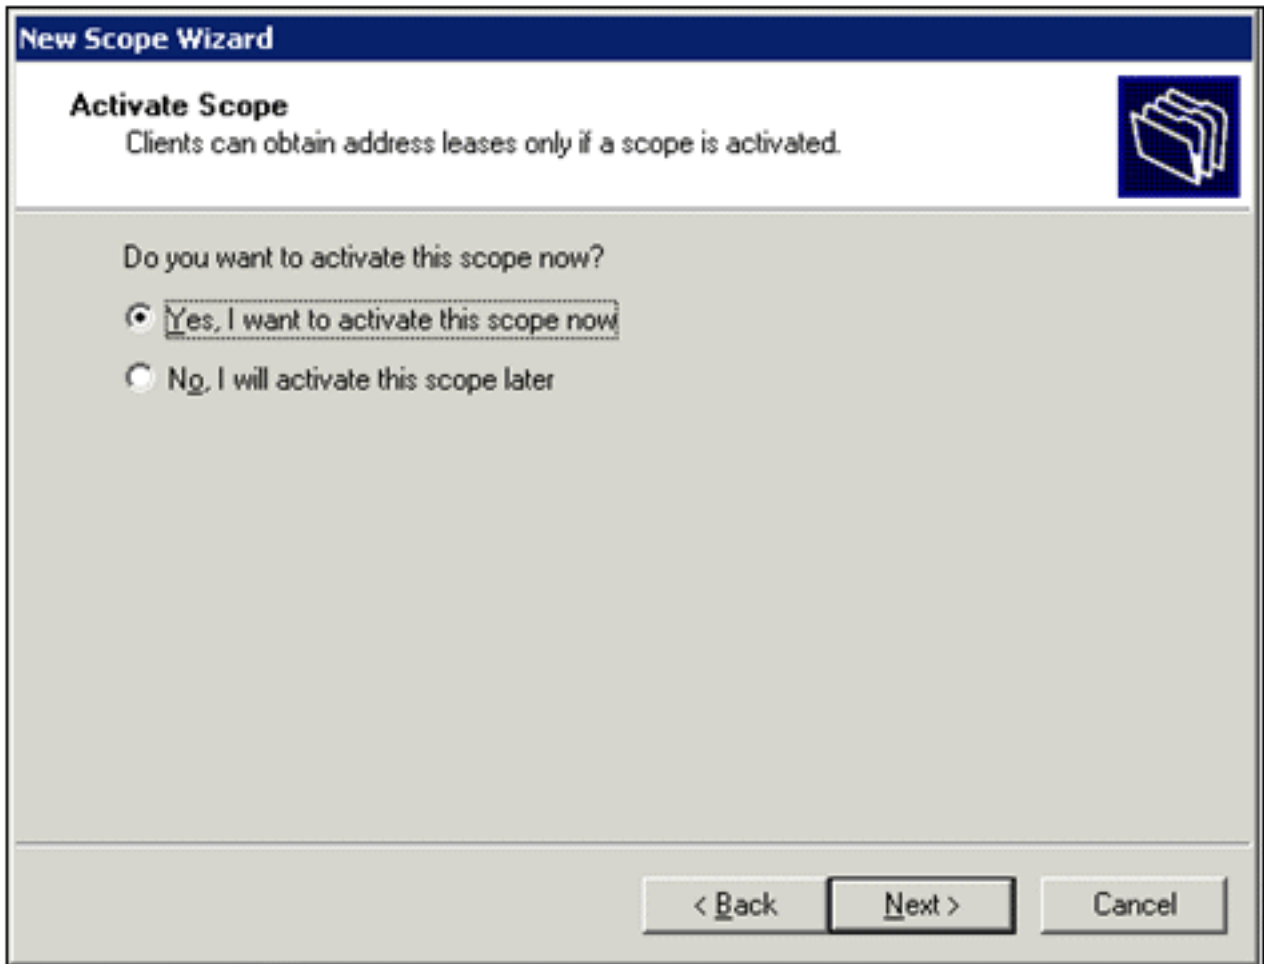 New Scope Wizard
Activate Scope
Clients can obtain address leases only if a scope is activated.
Do you want to activate this scope now?
Yes, I want to activate this scope now
No, I will activate this scope later
< Back
Next >
Cancel